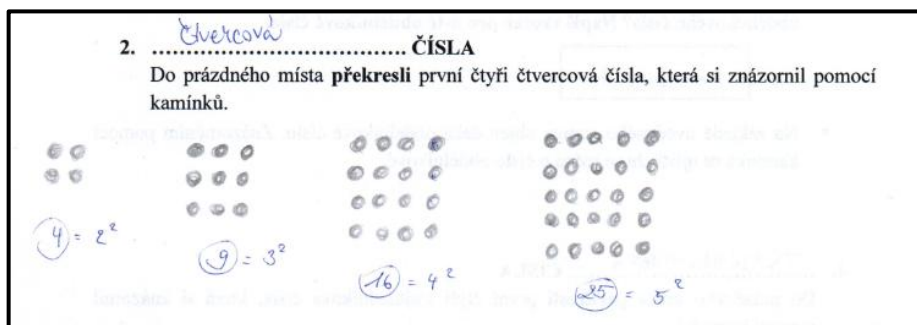 2. čtvercová ČÍSLA
Do prázdného místa překresli první čtyři čtvercová čísla, která si znázornil pomocí
kamínků.
4 = 2²
9 = 3²
16 = 4²
25 = 5²